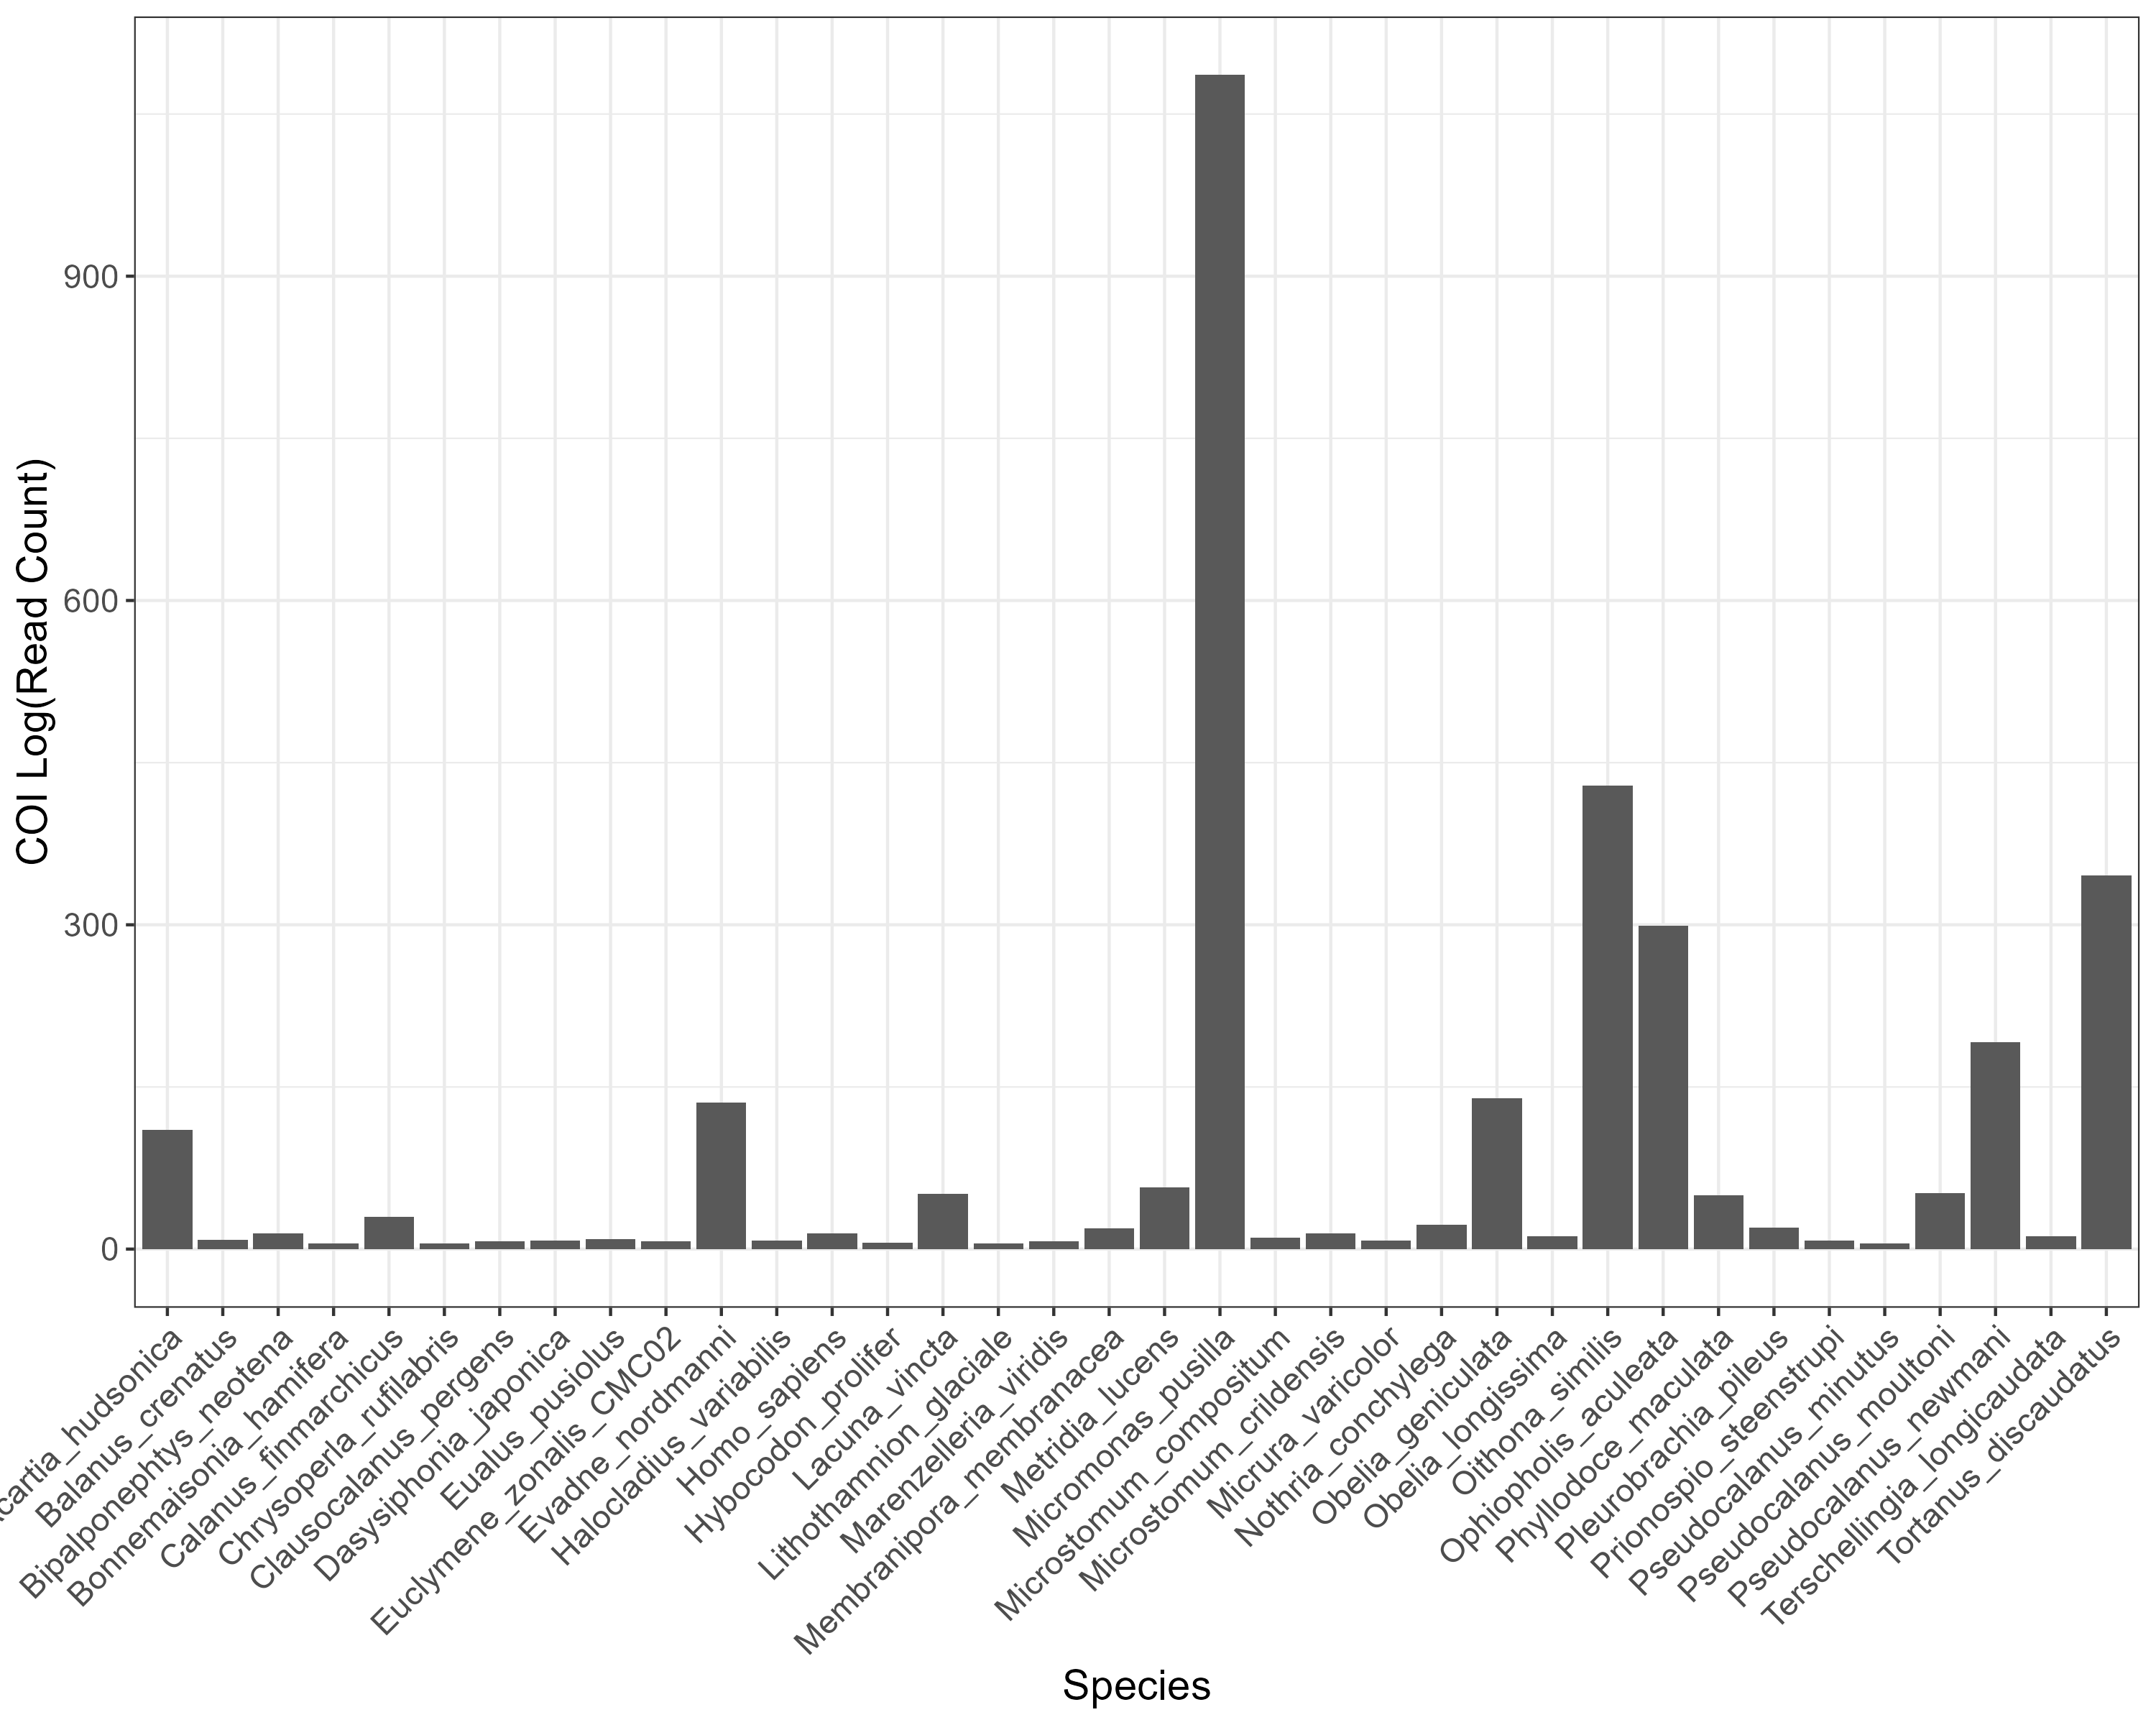 COI Log(Read Count)
900
600
300
0
cartia_hudsonica
Balanus_crenatus
Bipalponephtys_neotena
Bonnemaisonia_hamifera
Calanus_finmarchicus
Chrysoperla_rufilabris
Clausocalanus_pergens
Dasysiphonia_japonica
Eualus_pusiolus
Euclymene_zonalis_CMC02
Evadne_nordmanni
Halocladius_variabilis
Homo_sapiens
Hybocodon_prolifer
Lacuna_vincta
Lithothamnion_glaciale
Marenzelleria_viridis
Membranipora_membranacea
Metridia_lucens
Micromonas_pusilla
Microstomum_compositum
Microstomum_crildensis
Micrura_varicolor
Nothria_conchylega
Obelia_geniculata
Obelia_longissima
Oithona_similis
Ophiopholis_aculeata
Phyllodoce_maculata
Pleurobrachia_pileus
Prionospio_steenstrupi
Pseudocalanus_minutus
Pseudocalanus_moultoni
Pseudocalanus_newmani
Terschellingia_longicaudata
Tortanus_discaudatus
Species